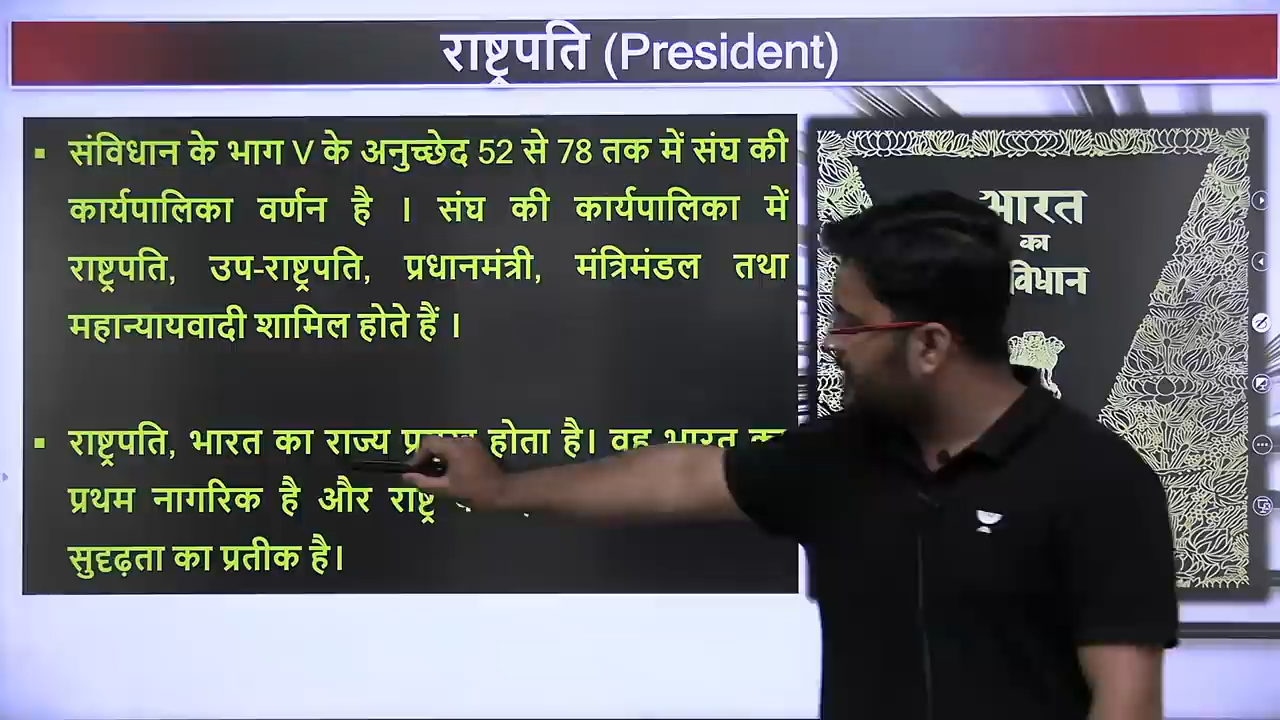 राष्ट्रपति (President)
▪ संविधान के भाग V के अनुच्छेद 52 से 78 तक में संघ की
कार्यपालिका वर्णन है । संघ की कार्यपालिका में
राष्ट्रपति, उप-राष्ट्रपति, प्रधानमंत्री, मंत्रिमंडल तथा
महान्यायवादी शामिल होते हैं ।
▪ राष्ट्रपति, भारत का राज्य होता है। वह भारत
प्रथम नागरिक है और राष्ट्र
सुदृढ़ता का प्रतीक है।
भारत
का